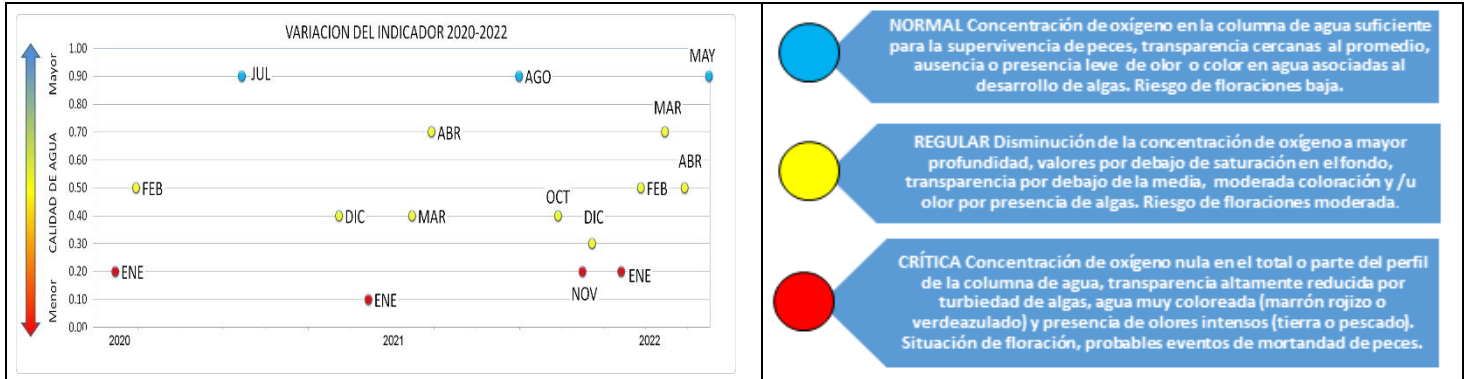 VARIACION DEL INDICADOR 2020-2022
Mayor
CALIDAD DE AGUA
Menor
1.00
0.90
0.80
0.70
0.60
0.50
0.40
0.30
0.20
0.10
0.00
ENE
FEB
JUL
DIC
ENE
MAR
ABR
AGO
OCT
NOV
DIC
ENE
FEB
MAR
ABR
MAY
2020
2021
2022
NORMAL Concentración de oxígeno en la columna de agua suficiente
para la supervivencia de peces, transparencia cercanas al promedio,
ausencia o presencia leve de olor o color en agua asociadas al
desarrollo de algas. Riesgo de floraciones baja.
REGULAR Disminución de la concentración de oxígeno a mayor
profundidad, valores por debajo de saturación en el fondo,
transparencia por debajo de la media, moderada coloración y /u
olor por presencia de algas. Riesgo de floraciones moderada.
CRÍTICA Concentración de oxígeno nula en el total o parte del perfil
de la columna de agua, transparencia altamente reducida por
turbiedad de algas, agua muy coloreada (marrón rojizo o
verdeazulado) y presencia de olores intensos (tierra o pescado).
Situación de floración, probables eventos de mortandad de peces.